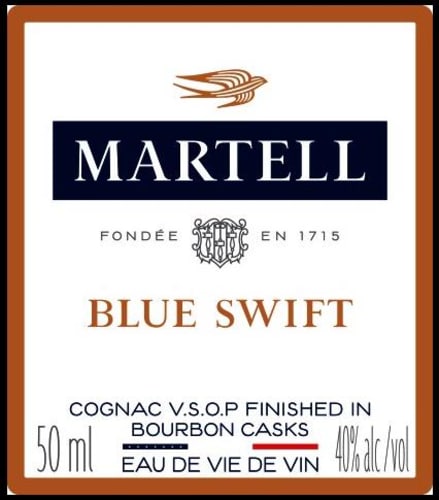 MARTELL
FONDÉE EN 1715
BLUE SWIFT
COGNAC V.S.O.P FINISHED IN
BOURBON CASKS
50 ml
EAU DE VIE DE VIN
40% alc/vol